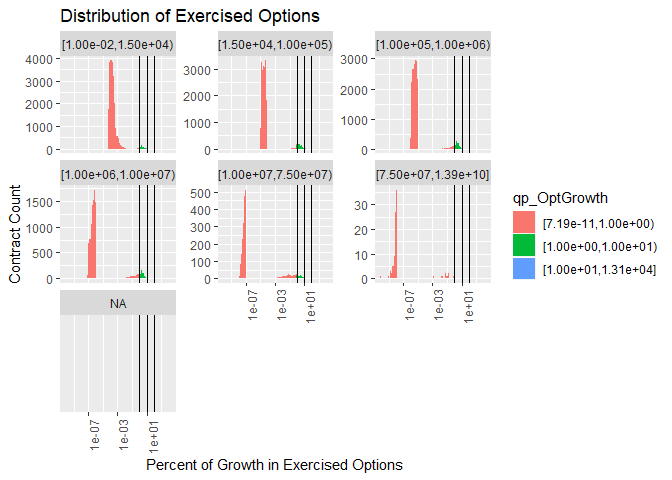 Distribution of Exercised Options
[1.00e-02,1.50e+04)
[1.50e+04,1.00e+05)
[1.00e+05,1.00e+06)
4000
3000
2000
1000
0
3000
2000
1000
0
3000
2000
1000
0
[1.00e+06,1.00e+07)
[1.00e+07,7.50e+07)
[7.50e+07,1.39e+10]
1500
1000
500
0
500
400
300
200
100
0
30
20
10
0
1e-07
1e-03
1e+01
1e-07
1e-03
1e+01
NA
1e-07
1e-03
1e+01
Contract Count
Percent of Growth in Exercised Options
qp_OptGrowth
[7.19e-11,1.00e+00)
[1.00e+00,1.00e+01)
[1.00e+01,1.31e+04]